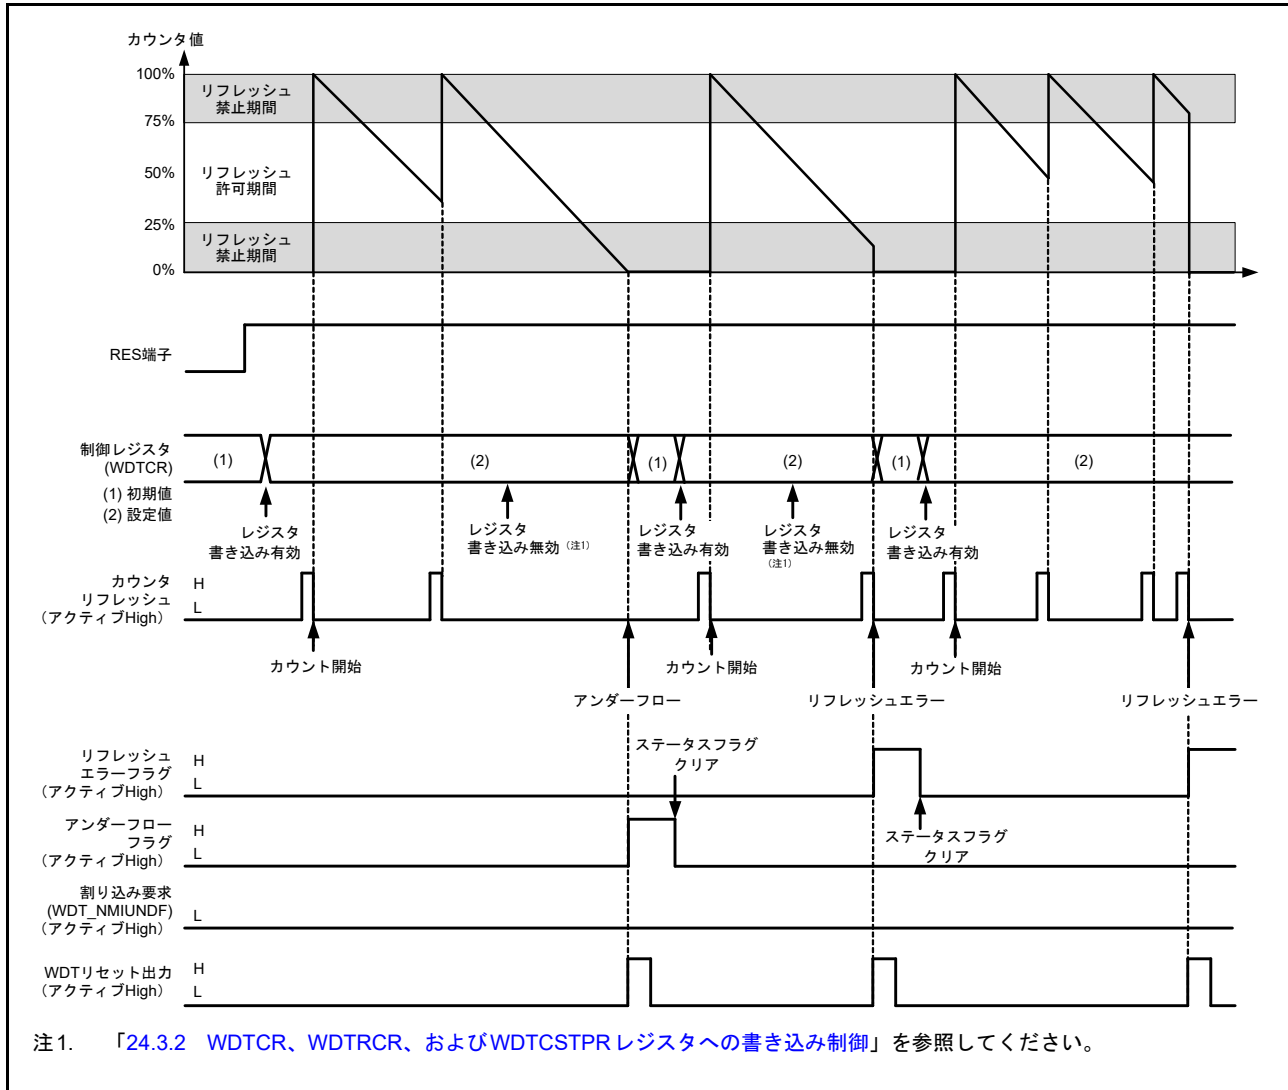 カウンタ値
100%
リフレッシュ
禁止期間
75%
50%
リフレッシュ
許可期間
25%
リフレッシュ
禁止期間
0%
RES端子
制御レジスタ
(WDTCR)
(1) 初期値
(2) 設定値
(1)
(2)
(1)
(2)
(1)
(2)
レジスタ
書き込み有効
レジスタ
書き込み無効 (注1)
レジスタ
書き込み有効
レジスタ
書き込み無効
(注1)
レジスタ
書き込み有効
カウンタ
リフレッシュ
(アクティブHigh)
H
L
カウント開始
カウント開始
カウント開始
アンダーフロー
リフレッシュエラー
リフレッシュエラー
リフレッシュ
エラーフラグ
(アクティブHigh)
H
L
ステータスフラグ
クリア
アンダーフロー
フラグ
(アクティブHigh)
H
L
ステータスフラグ
クリア
割り込み要求
(WDT_NMIUNDF)
(アクティブHigh)
L
WDTリセット出力
(アクティブHigh)
H
L
注1. 「24.3.2 WDTCR、WDTRCR、およびWDTCSTPR レジスタへの書き込み制御」を参照してください。